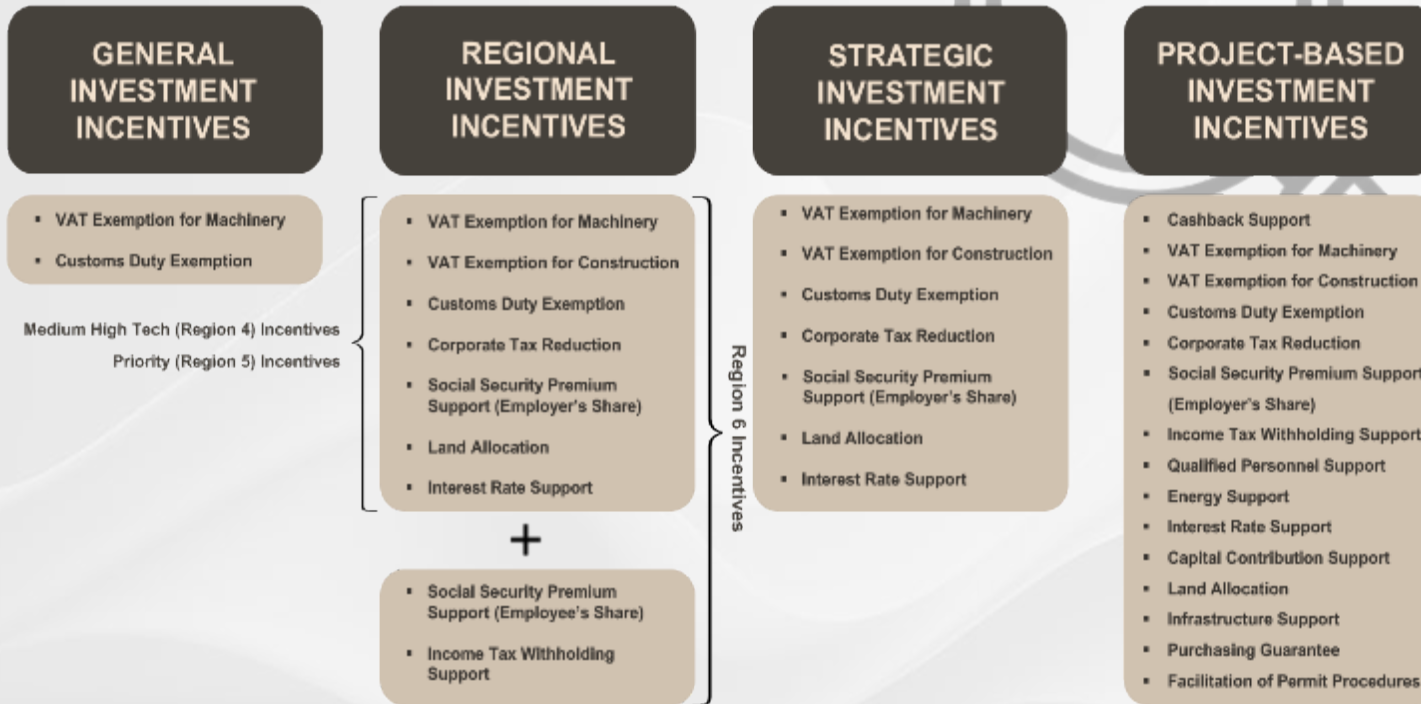 GENERAL
INVESTMENT
INCENTIVES
▪ VAT Exemption for Machinery
▪ Customs Duty Exemption
Medium High Tech (Region 4) Incentives
Priority (Region 5) Incentives
REGIONAL
INVESTMENT
INCENTIVES
▪ VAT Exemption for Machinery
▪ VAT Exemption for Construction
▪ Customs Duty Exemption
▪ Corporate Tax Reduction
▪ Social Security Premium
Support (Employer's Share)
▪ Land Allocation
▪ Interest Rate Support
+
▪ Social Security Premium
Support (Employee's Share)
▪ Income Tax Withholding
Support
Region 6 Incentives
STRATEGIC
INVESTMENT
INCENTIVES
▪ VAT Exemption for Machinery
▪ VAT Exemption for Construction
▪ Customs Duty Exemption
▪ Corporate Tax Reduction
▪ Social Security Premium
Support (Employer's Share)
▪ Land Allocation
▪ Interest Rate Support
PROJECT-BASED
INVESTMENT
INCENTIVES
▪ Cashback Support
▪ VAT Exemption for Machinery
▪ VAT Exemption for Construction
▪ Customs Duty Exemption
▪ Corporate Tax Reduction
▪ Social Security Premium Support
(Employer's Share)
▪ Income Tax Withholding Support
▪ Qualified Personnel Support
▪ Energy Support
▪ Interest Rate Support
▪ Capital Contribution Support
▪ Land Allocation
▪ Infrastructure Support
▪ Purchasing Guarantee
▪ Facilitation of Permit Procedures